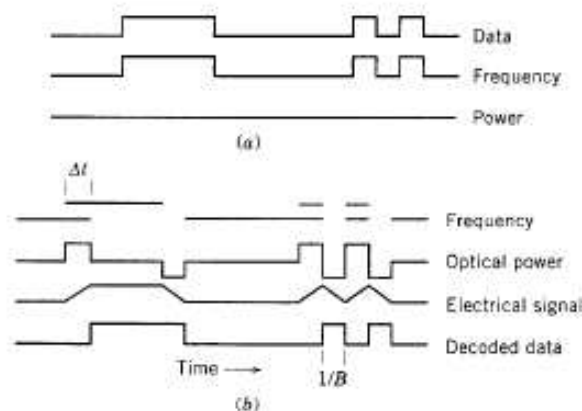 Data
Frequency
Power
(a)
Δt
Frequency
Optical power
Electrical signal
Decoded data
Time →
1/B
(b)